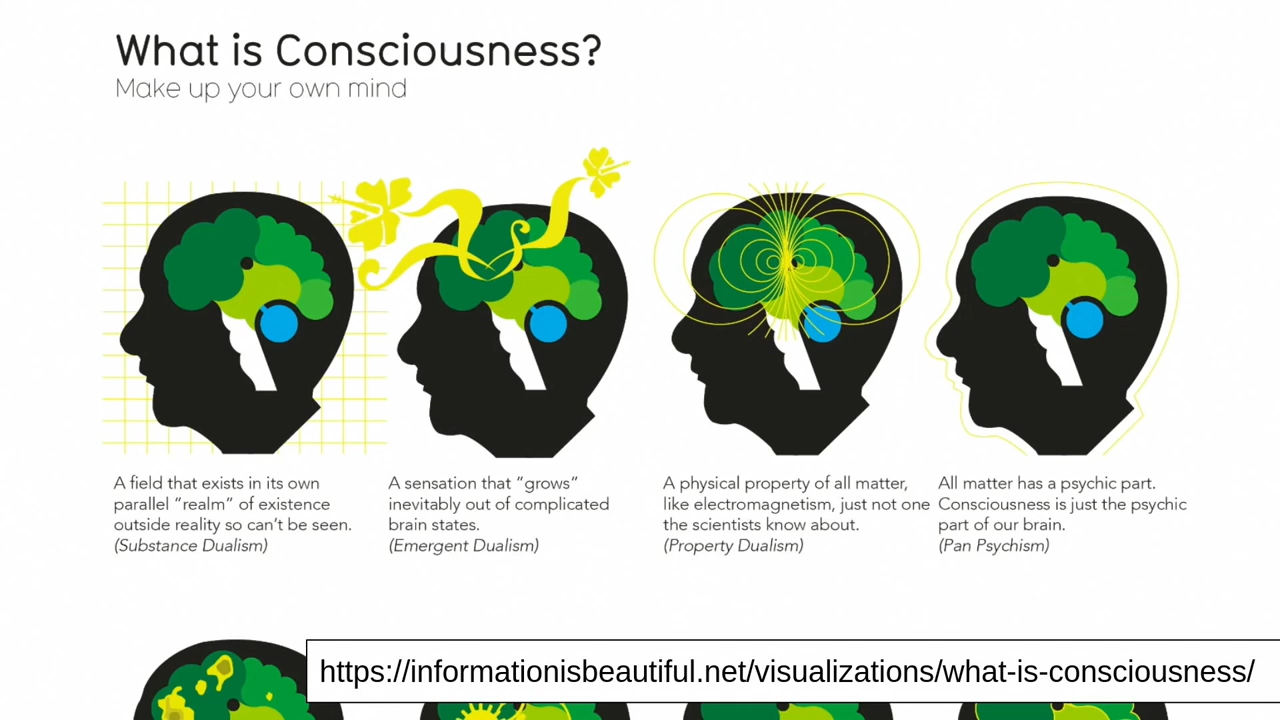 What is Consciousness?
Make up your own mind
A field that exists in its own
parallel “realm” of existence
outside reality so can’t be seen.
(Substance Dualism)
A sensation that “grows”
inevitably out of complicated
brain states.
(Emergent Dualism)
A physical property of all matter,
like electromagnetism, just not one
the scientists know about.
(Property Dualism)
All matter has a psychic part.
Consciousness is just the psychic
part of our brain.
(Pan Psychism)
https://informationisbeautiful.net/visualizations/what-is-consciousness/